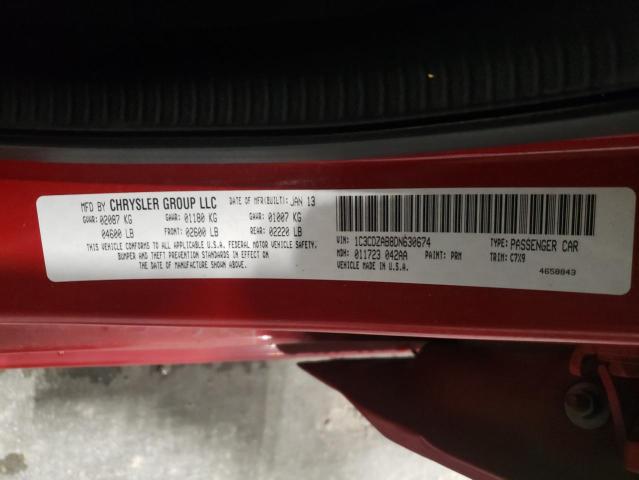 MFD BY CHRYSLER GROUP LLC DATE OF MFR(BUILT): JAN 13
GVWR: 02087 KG GAWR: 01180 KG GAWR: 01007 KG
04600 LB FRONT: 02600 LB REAR: 02220 LB
THIS VEHICLE CONFORMS TO ALL APPLICABLE U.S.A. FEDERAL MOTOR VEHICLE SAFETY,
BUMPER AND THEFT PREVENTION STANDARDS IN EFFECT ON
THE DATE OF MANUFACTURE SHOWN ABOVE.
VIN: 1C3CDZAB8DN630674 TYPE: PASSENGER CAR
MDH: 011723 042AA PAINT: PRM TRIM: C7X9
VEHICLE MADE IN U.S.A. 4658043